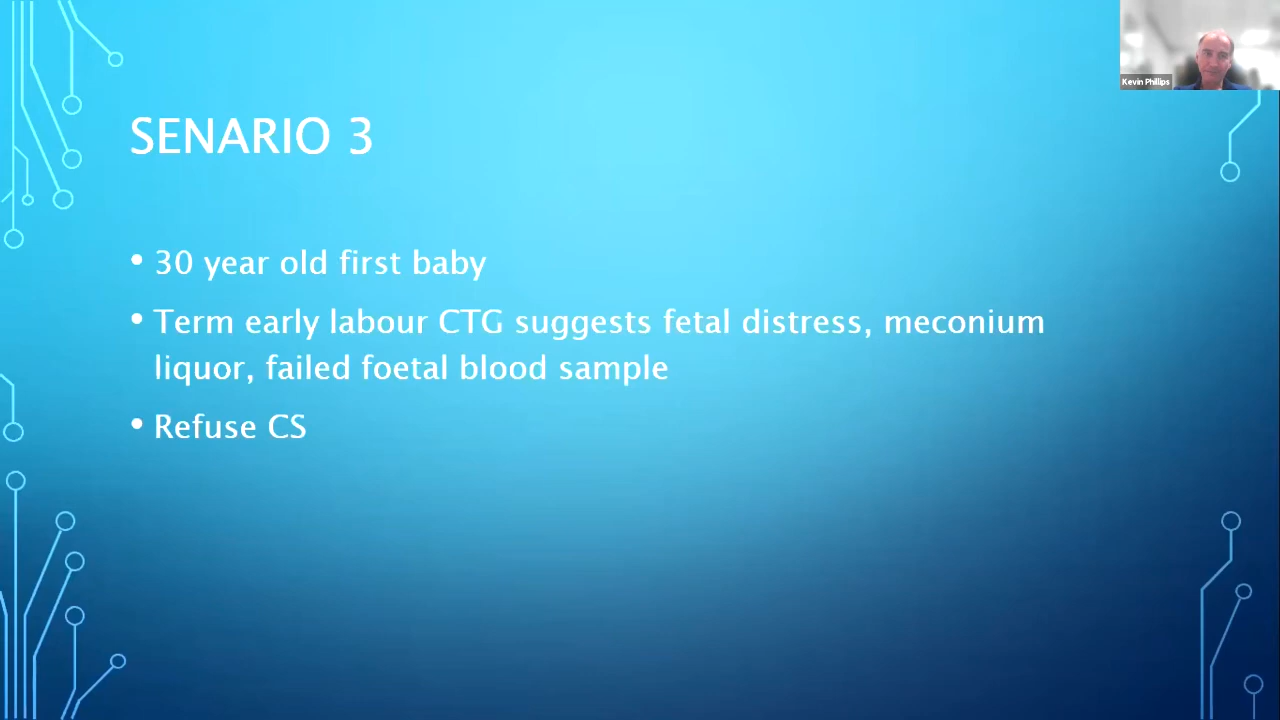 Kevin Phillips
SENARIO 3
• 30 year old first baby
• Term early labour CTG suggests fetal distress, meconium
liquor, failed foetal blood sample
• Refuse CS